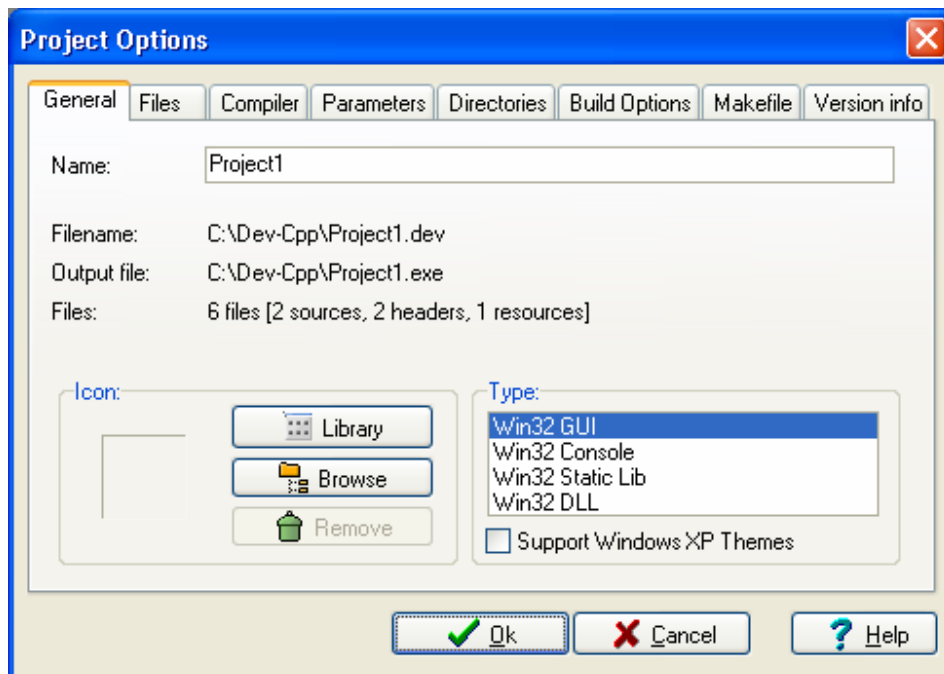 Project Options
General Files Compiler Parameters Directories Build Options Makefile Version info
Name: Project1
Filename: C:\Dev-Cpp\Project1.dev
Output file: C:\Dev-Cpp\Project1.exe
Files: 6 files [2 sources, 2 headers, 1 resources]
Icon:
Library
Browse
Remove
Type:
Win32 GUI
Win32 Console
Win32 Static Lib
Win32 DLL
Support Windows XP Themes
Ok Cancel Help